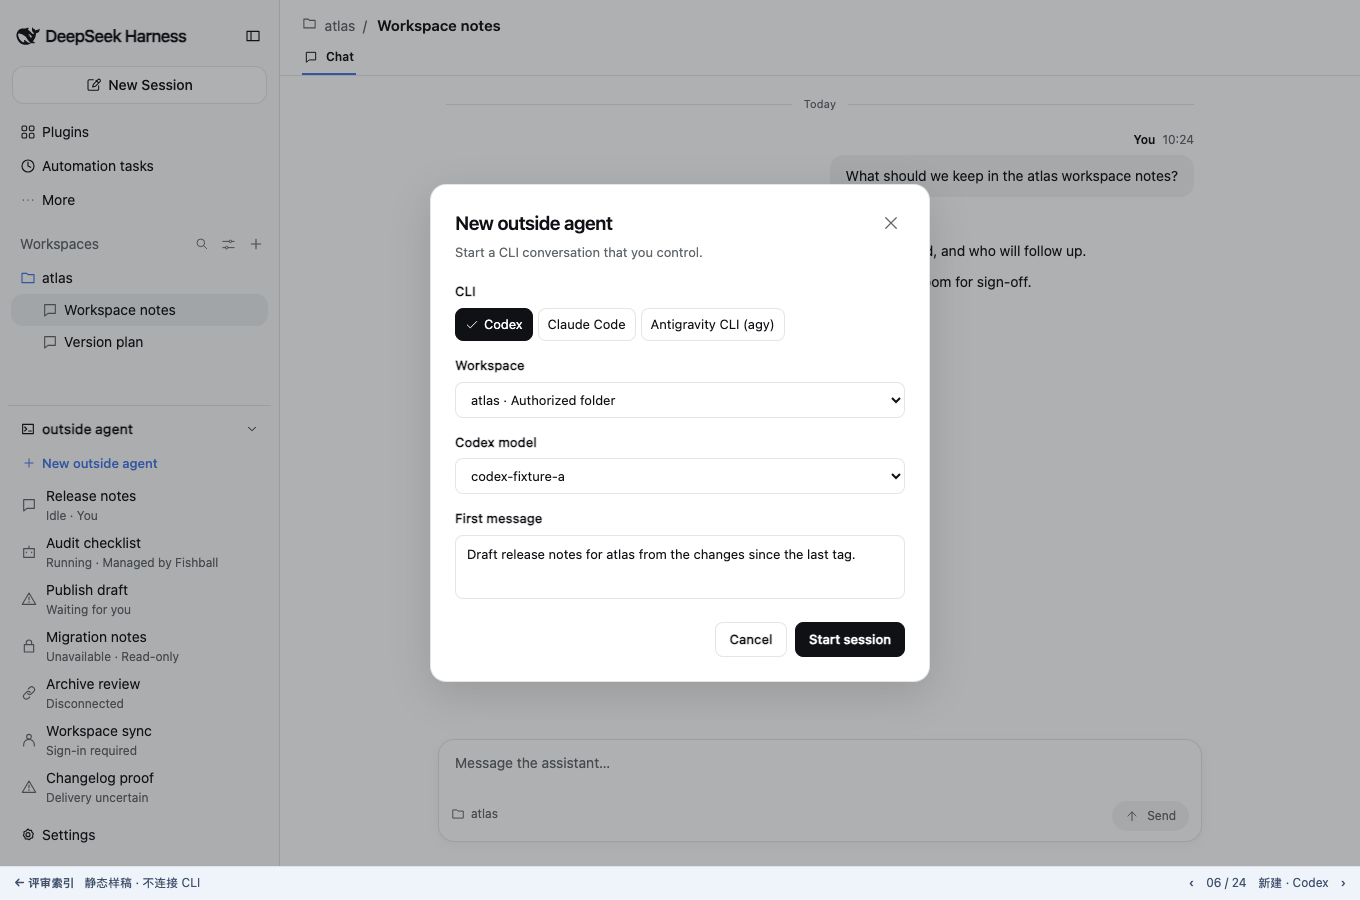 DeepSeek Harness
New Session
Plugins
Automation tasks
More
Workspaces
atlas
Workspace notes
Version plan
outside agent
New outside agent
Release notes
Idle · You
Audit checklist
Running · Managed by Fishball
Publish draft
Waiting for you
Migration notes
Unavailable · Read-only
Archive review
Disconnected
Workspace sync
Sign-in required
Changelog proof
Delivery uncertain
Settings
atlas / Workspace notes
Chat
Today
You 10:24
What should we keep in the atlas workspace notes?
, and who will follow up.
for sign-off.
New outside agent
Start a CLI conversation that you control.
CLI
Codex
Claude Code
Antigravity CLI (agy)
Workspace
atlas · Authorized folder
Codex model
codex-fixture-a
First message
Draft release notes for atlas from the changes since the last tag.
Cancel
Start session
Message the assistant...
atlas
Send
← 评审索引 静态样稿 · 不连接 CLI
‹ 06 / 24 新建 · Codex ›